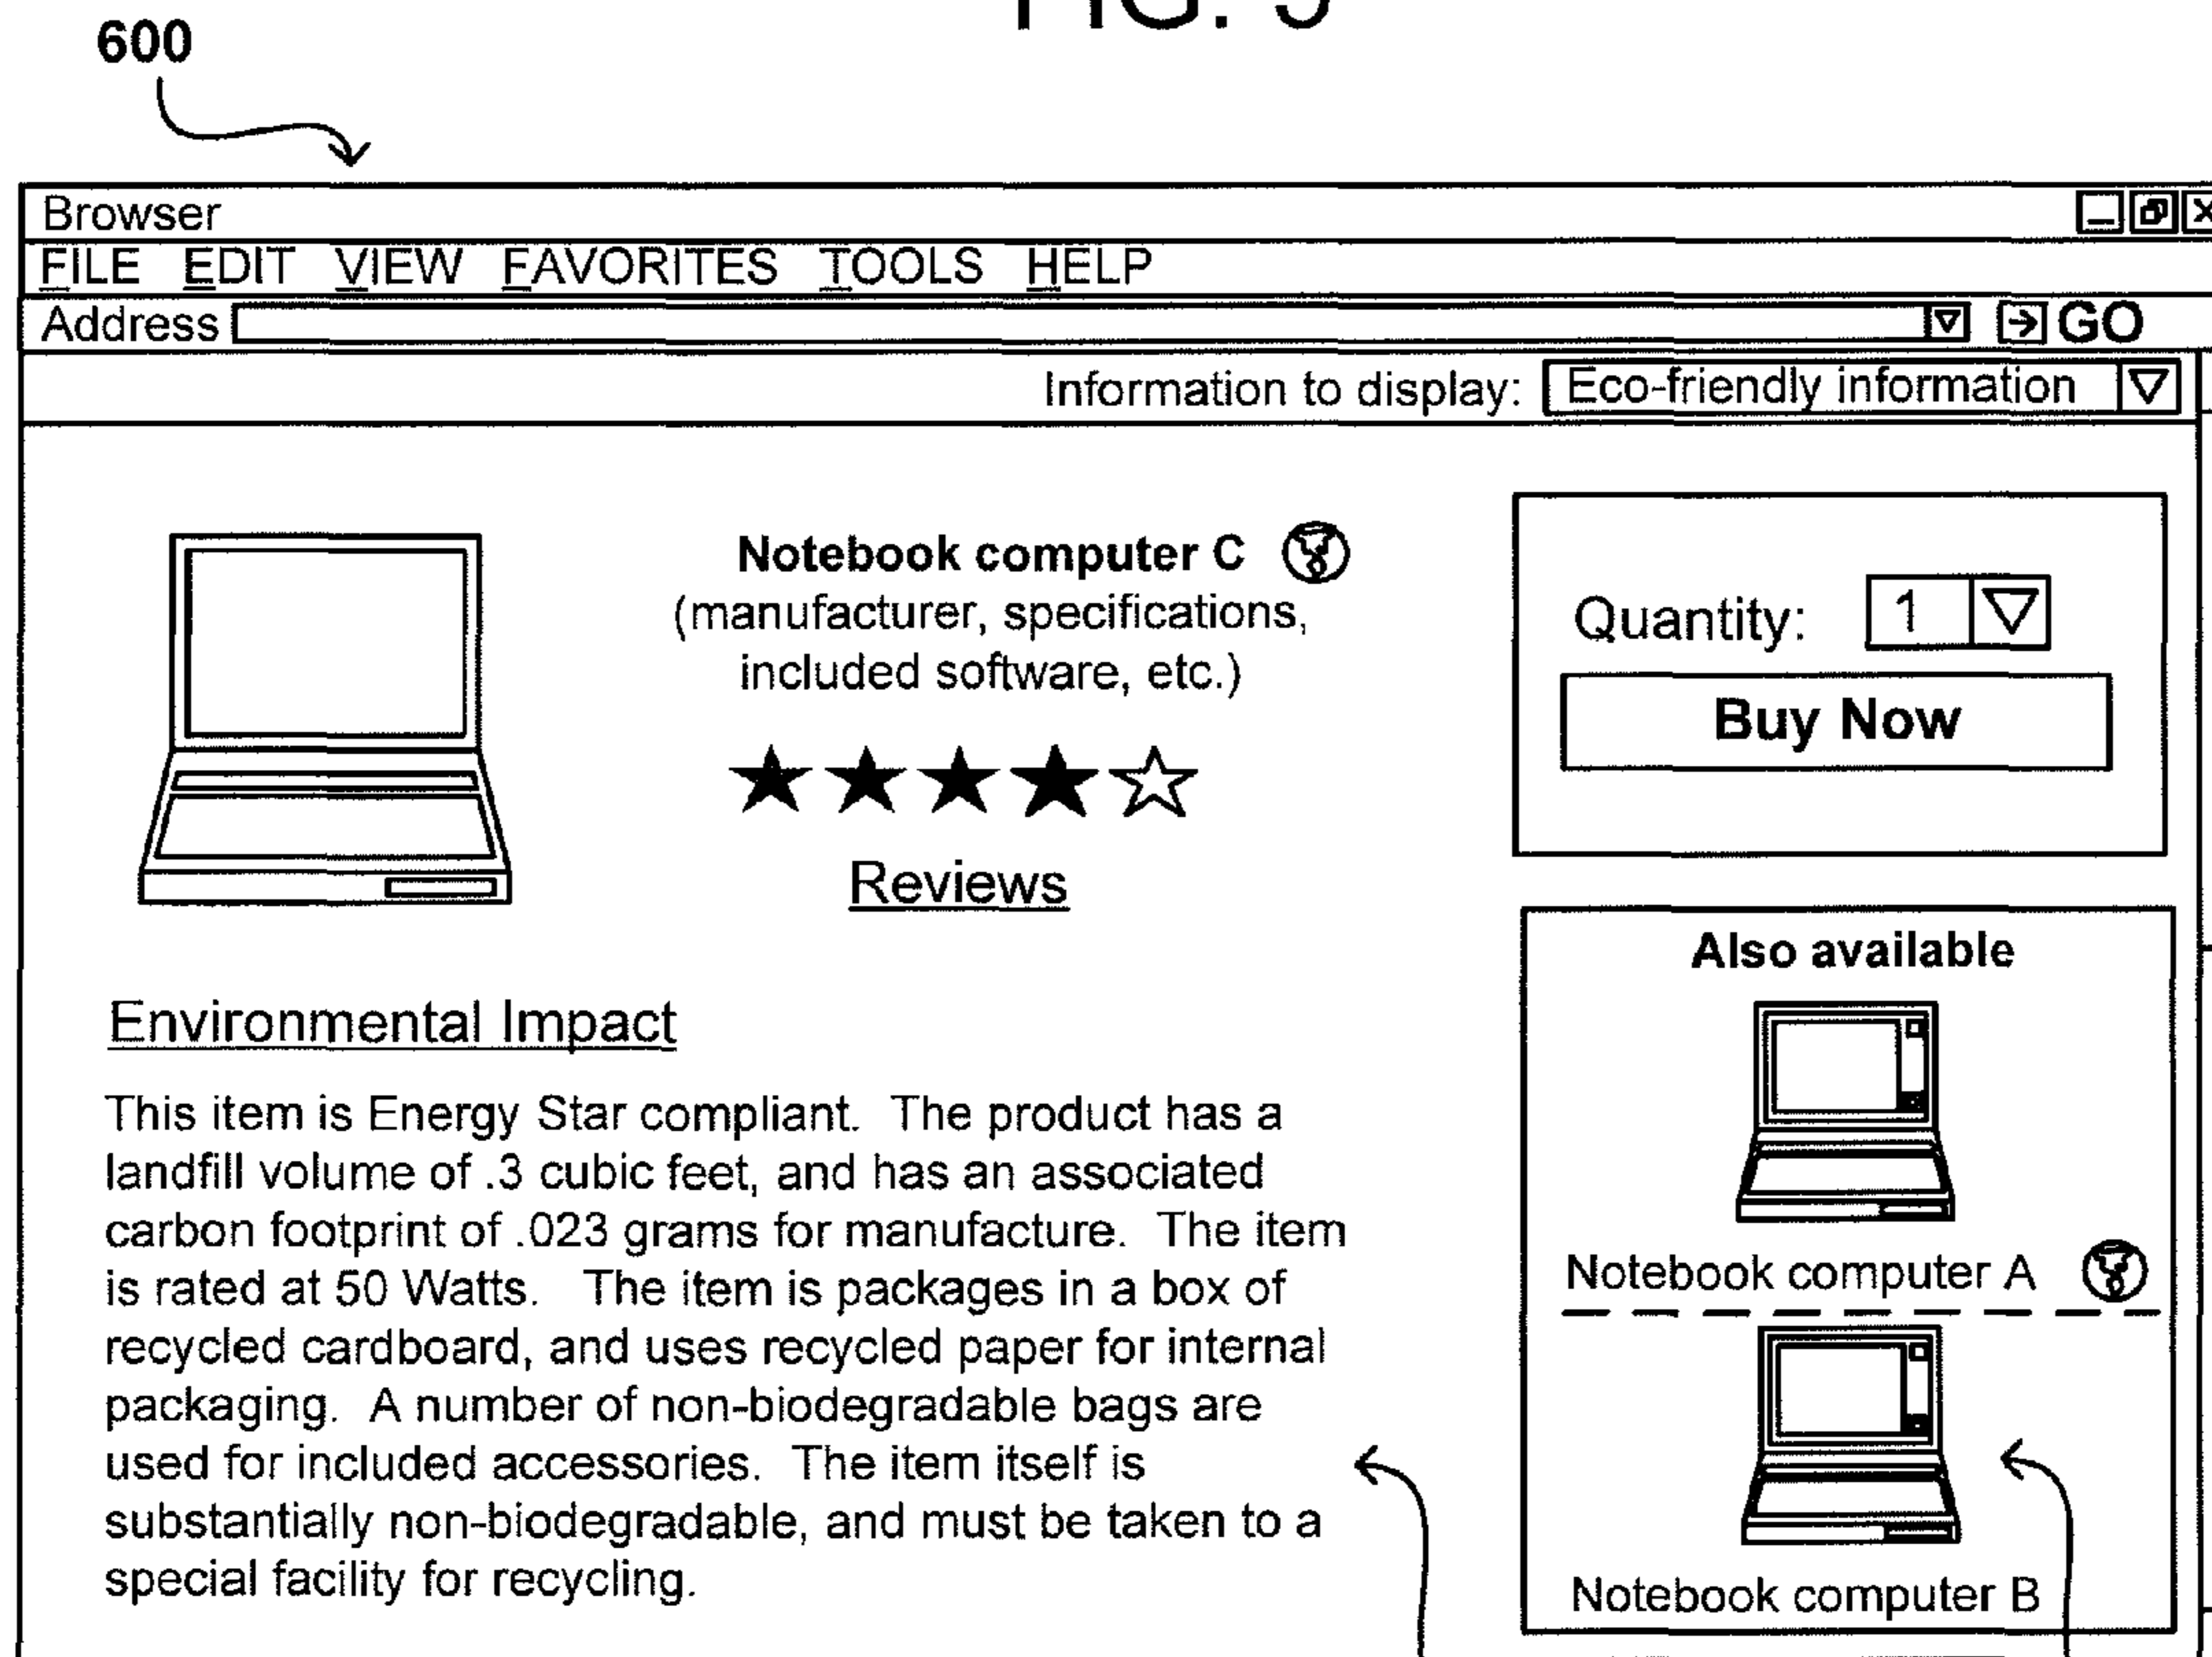 FIG. 5
600
Browser
FILE EDIT VIEW FAVORITES TOOLS HELP
Address GO
Information to display: Eco-friendly information
Notebook computer C
(manufacturer, specifications,
included software, etc.)
Reviews
Quantity: 1
Buy Now
Also available
Notebook computer A
Notebook computer B
Environmental Impact
This item is Energy Star compliant. The product has a
landfill volume of .3 cubic feet, and has an associated
carbon footprint of .023 grams for manufacture. The item
is rated at 50 Watts. The item is packages in a box of
recycled cardboard, and uses recycled paper for internal
packaging. A number of non-biodegradable bags are
used for included accessories. The item itself is
substantially non-biodegradable, and must be taken to a
special facility for recycling.